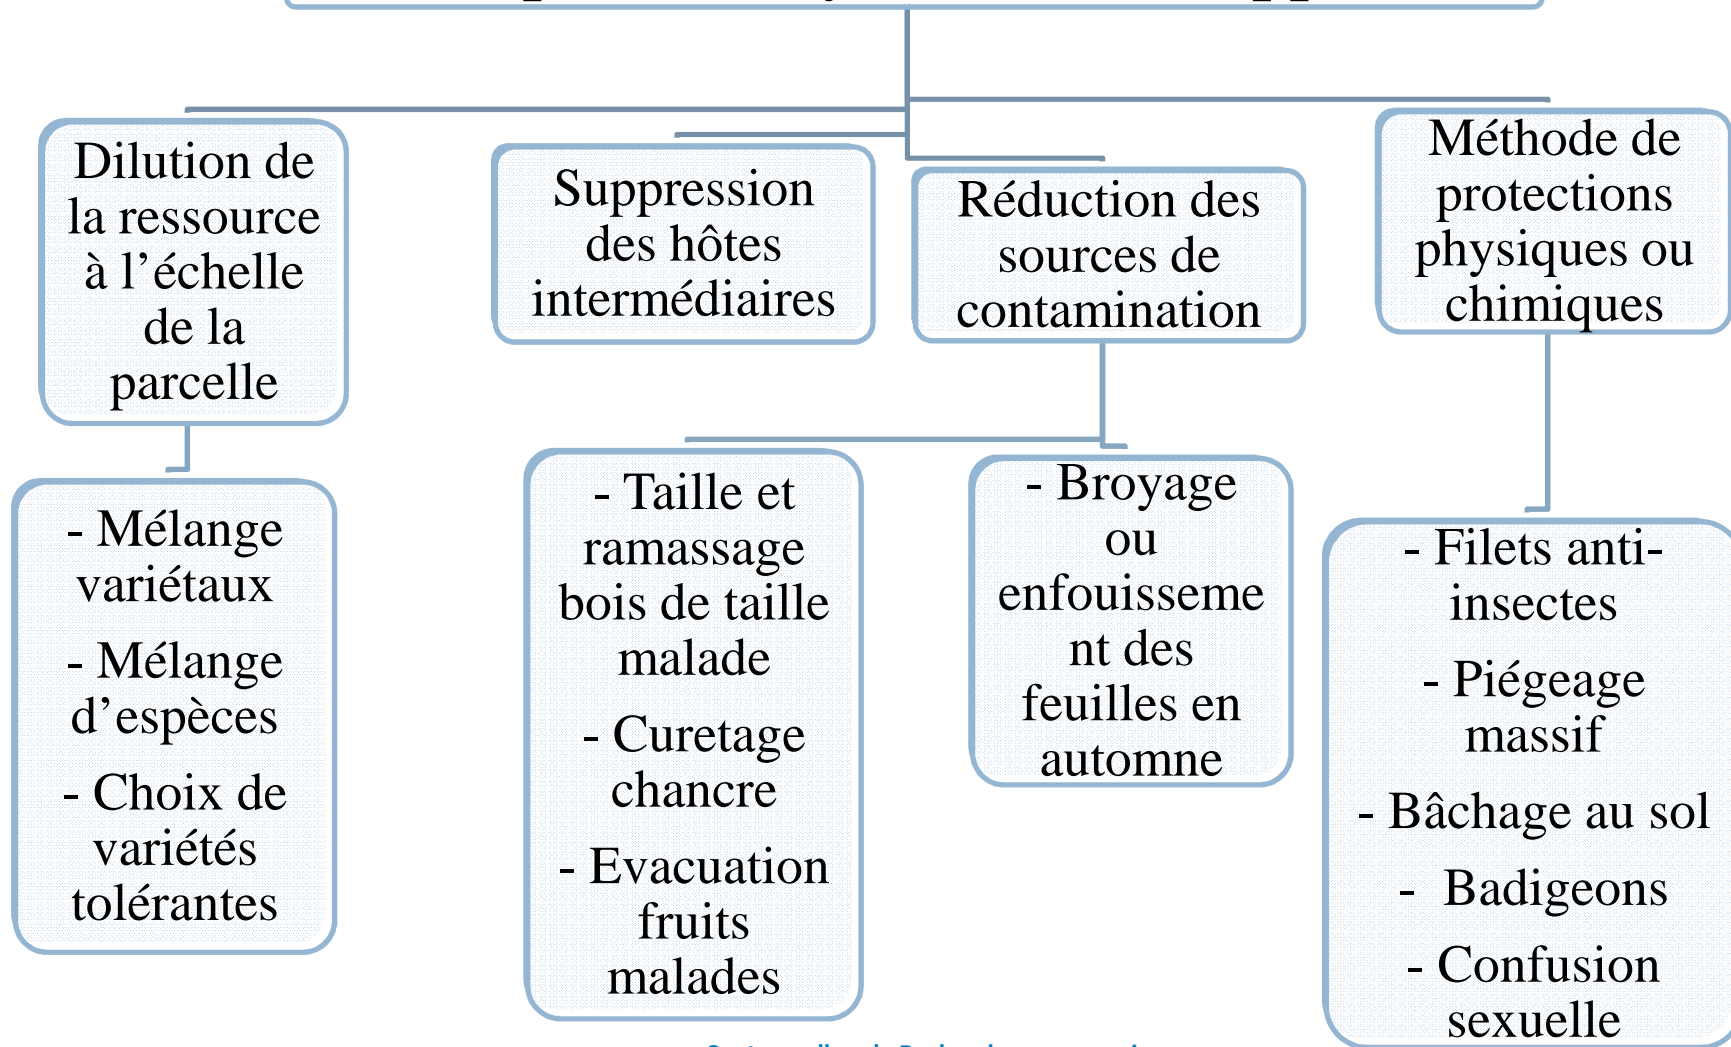 Dilution de
la ressource
à l’échelle
de la
parcelle
Suppression
des hôtes
intermédiaires
Réduction des
sources de
contamination
Méthode de
protections
physiques ou
chimiques
- Mélange
variétaux
- Mélange
d’espèces
- Choix de
variétés
tolérantes
- Taille et
ramassage
bois de taille
malade
- Curetage
chancre
- Evacuation
fruits
malades
- Broyage
ou
enfouisseme
nt des
feuilles en
automne
- Filets anti-
insectes
- Piégeage
massif
- Bâchage au sol
- Badigeons
- Confusion
sexuelle